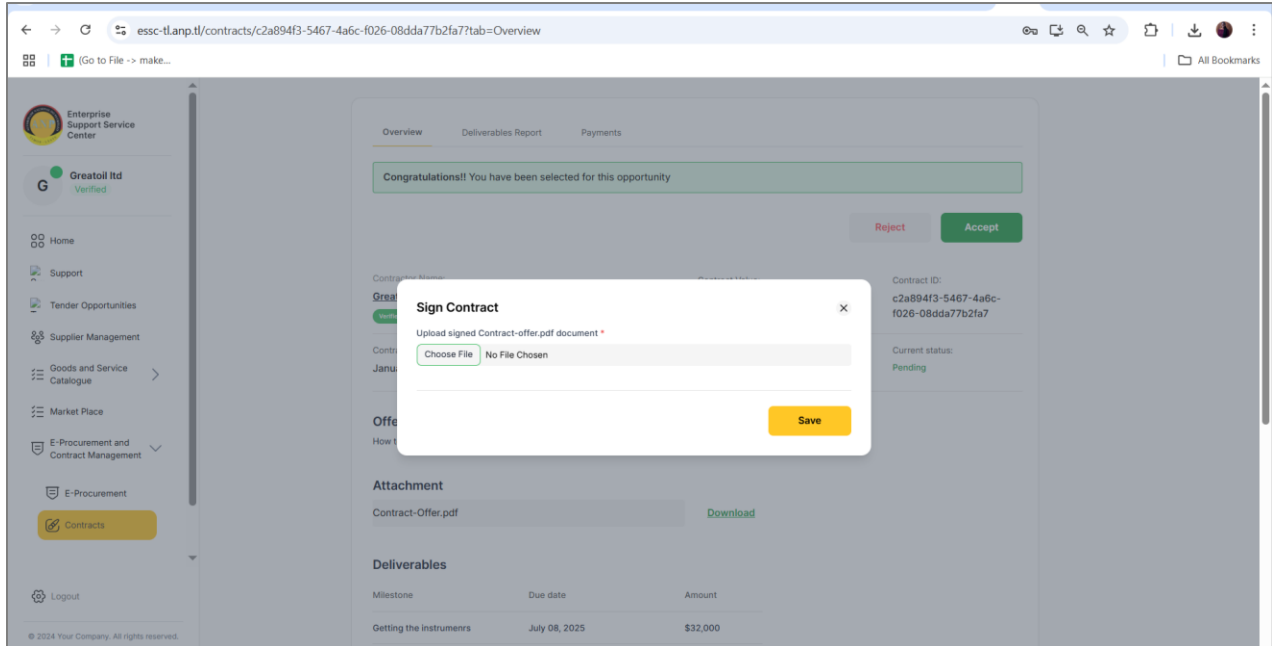 essc-tl.anp.tl/contracts/c2a894f3-5467-4a6c-f026-08dda77b2fa7?tab=Overview
(Go to File -> make...
All Bookmarks
Enterprise
Support Service
Center
G
Greatoil ltd
Verified
Home
Support
Tender Opportunities
Supplier Management
Goods and Service
Catalogue
Market Place
E-Procurement and
Contract Management
E-Procurement
Contracts
Logout
© 2024 Your Company. All rights reserved.
Overview Deliverables Report Payments
Congratulations!! You have been selected for this opportunity
Reject Accept
Contract ID:
c2a894f3-5467-4a6c-
f026-08dda77b2fa7
Current status:
Pending
Sign Contract
Upload signed Contract-offer.pdf document *
Choose File No File Chosen
Save
Attachment
Contract-Offer.pdf Download
Deliverables
Milestone Due date Amount
Getting the instrumenrs July 08, 2025 $32,000